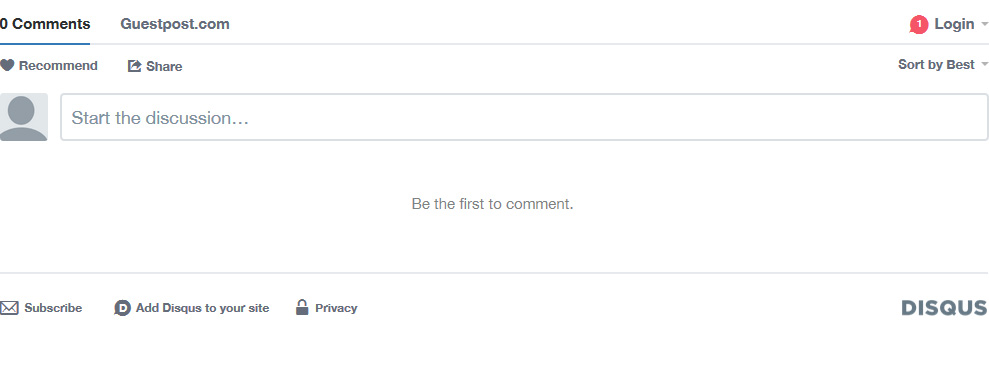 0 Comments Guestpost.com 1 Login
Recommend Share Sort by Best
Start the discussion…
Be the first to comment.
Subscribe D Add Disqus to your site Privacy DISQUS